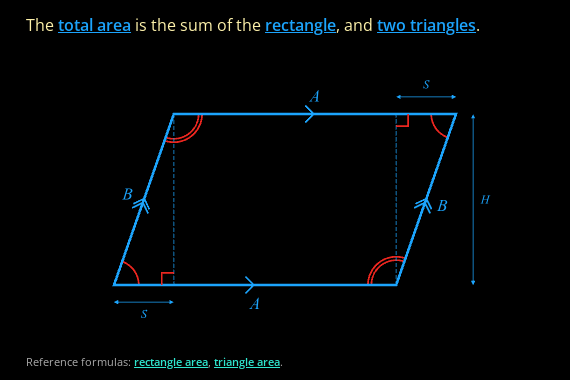 The total area is the sum of the rectangle, and two triangles.
S
A
B
B
H
S
A
Reference formulas: rectangle area, triangle area.